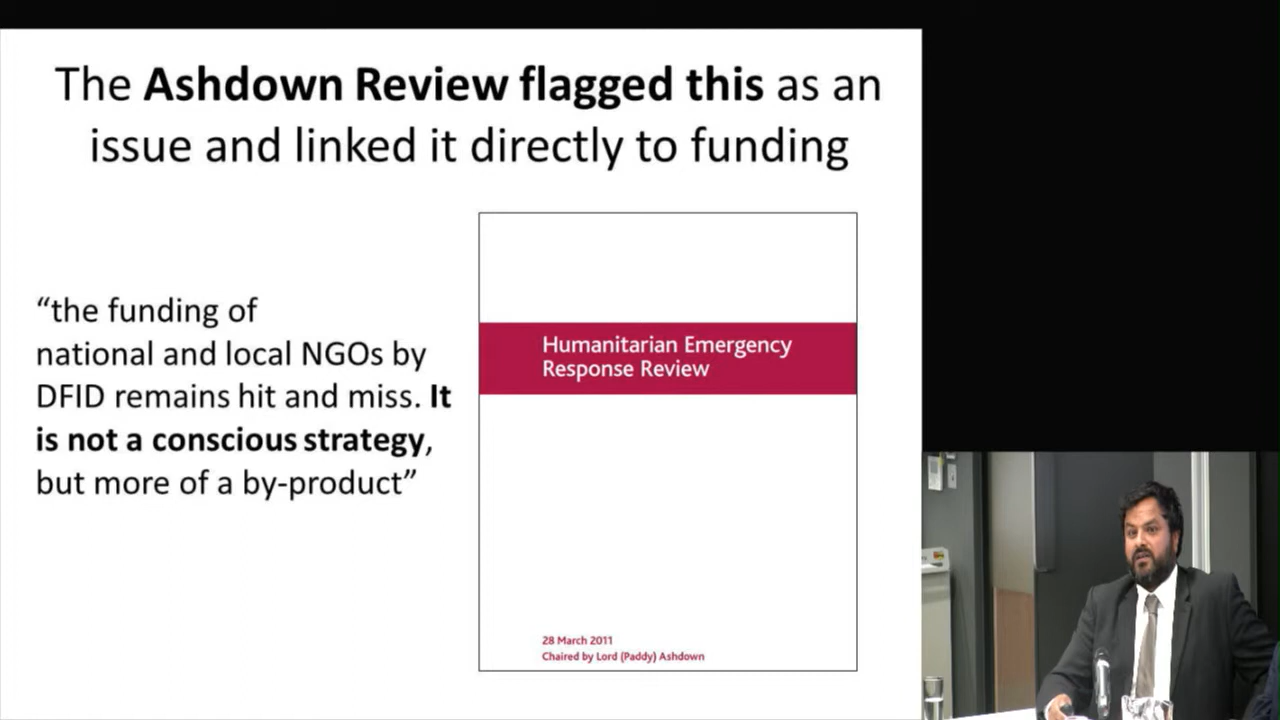 The Ashdown Review flagged this as an
issue and linked it directly to funding
“the funding of
national and local NGOs by
DFID remains hit and miss. It
is not a conscious strategy,
but more of a by-product”
Humanitarian Emergency
Response Review
28 March 2011
Chaired by Lord (Paddy) Ashdown